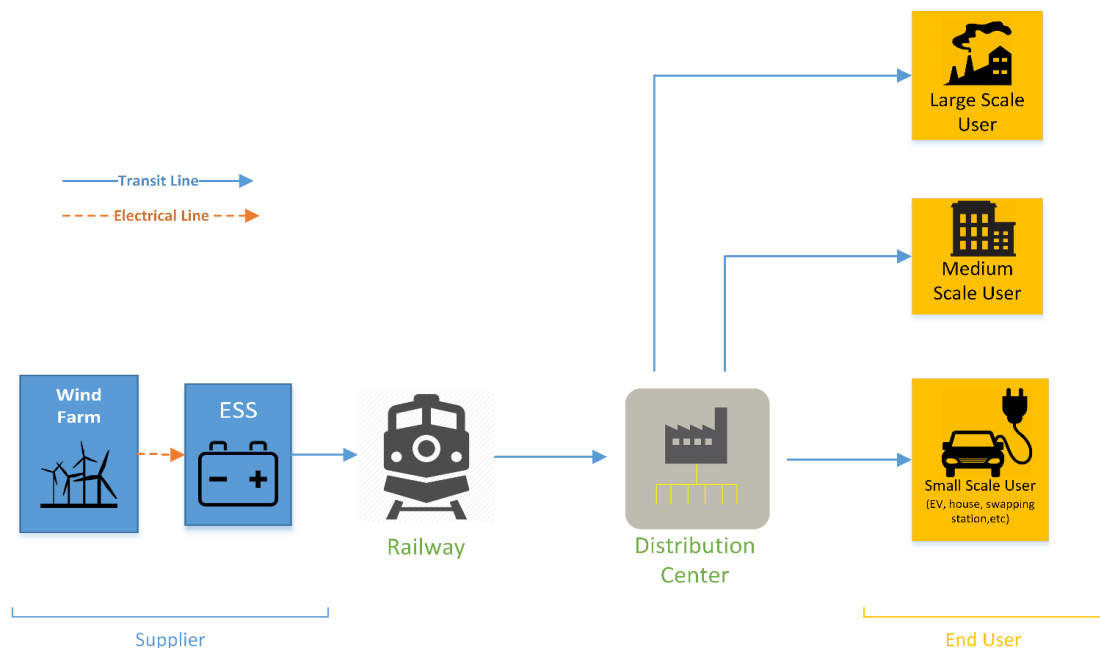 Large Scale
User
Transit Line
Electrical Line
Medium
Scale User
Wind
Farm
ESS
Small Scale User
(EV, house, swapping
station,etc)
Railway
Distribution
Center
Supplier
End User